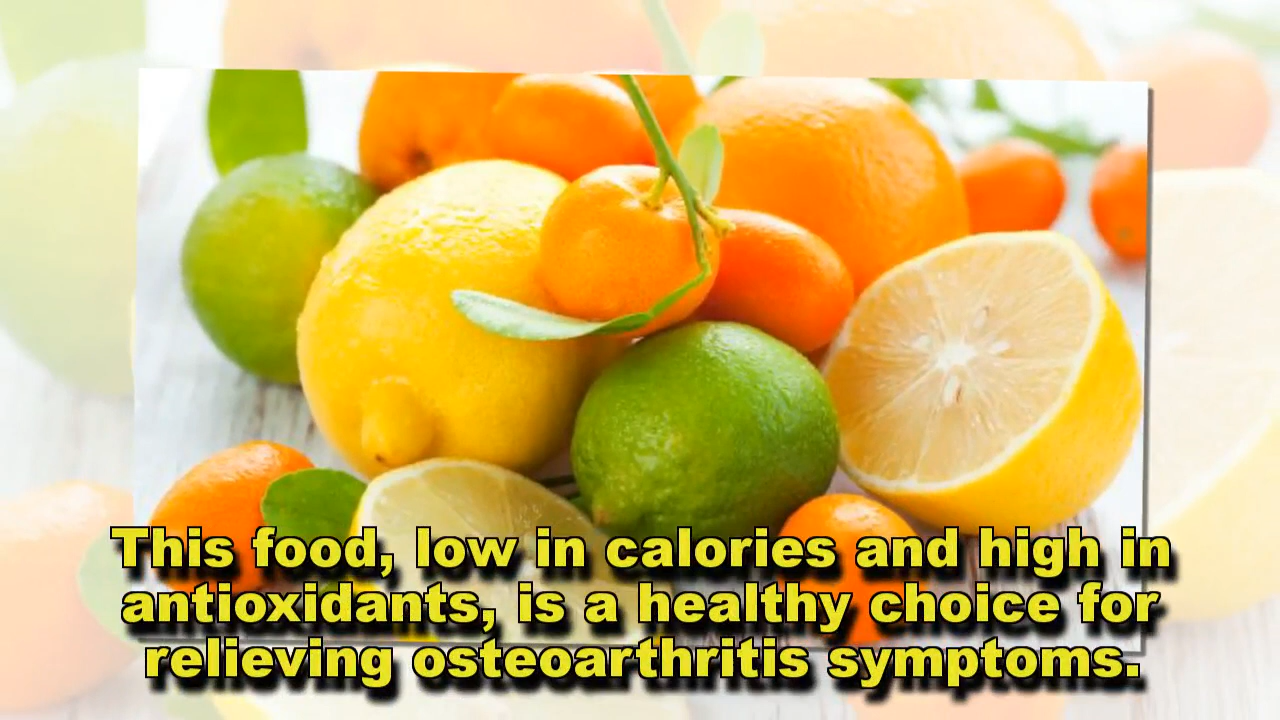 This food, low in calories and high in
antioxidants, is a healthy choice for
relieving osteoarthritis symptoms.